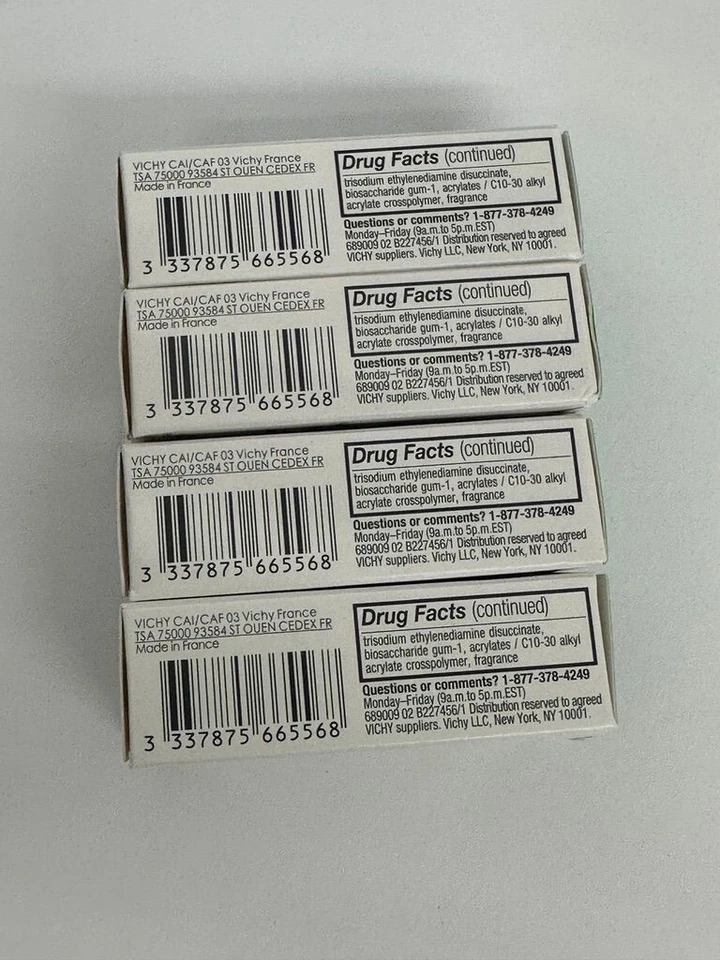 VICHY CAI/CAF 03 Vichy France
TSA 75000 93584 ST OUEN CEDEX FR
Made in France
3 337875 665568
Drug Facts (continued)
trisodium ethylenediamine disuccinate,
biosaccharide gum-1, acrylates / C10-30 alkyl
acrylate crosspolymer, fragrance
Questions or comments? 1-877-378-4249
Monday–Friday (9a.m.to 5p.m.EST)
689009 02 B227456/1 Distribution reserved to agreed
VICHY suppliers. Vichy LLC, New York, NY 10001.
VICHY CAI/CAF 03 Vichy France
TSA 75000 93584 ST OUEN CEDEX FR
Made in France
3 337875 665568
Drug Facts (continued)
trisodium ethylenediamine disuccinate,
biosaccharide gum-1, acrylates / C10-30 alkyl
acrylate crosspolymer, fragrance
Questions or comments? 1-877-378-4249
Monday–Friday (9a.m.to 5p.m.EST)
689009 02 B227456/1 Distribution reserved to agreed
VICHY suppliers. Vichy LLC, New York, NY 10001.
VICHY CAI/CAF 03 Vichy France
TSA 75000 93584 ST OUEN CEDEX FR
Made in France
3 337875 665568
Drug Facts (continued)
trisodium ethylenediamine disuccinate,
biosaccharide gum-1, acrylates / C10-30 alkyl
acrylate crosspolymer, fragrance
Questions or comments? 1-877-378-4249
Monday–Friday (9a.m.to 5p.m.EST)
689009 02 B227456/1 Distribution reserved to agreed
VICHY suppliers. Vichy LLC, New York, NY 10001.
VICHY CAI/CAF 03 Vichy France
TSA 75000 93584 ST OUEN CEDEX FR
Made in France
3 337875 665568
Drug Facts (continued)
trisodium ethylenediamine disuccinate,
biosaccharide gum-1, acrylates / C10-30 alkyl
acrylate crosspolymer, fragrance
Questions or comments? 1-877-378-4249
Monday–Friday (9a.m.to 5p.m.EST)
689009 02 B227456/1 Distribution reserved to agreed
VICHY suppliers. Vichy LLC, New York, NY 10001.